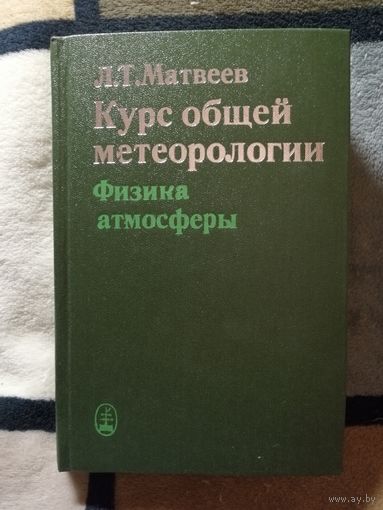 Л.Т.Матвеев
Курс общей
метеорологии
Физика
атмосферы
www.ay.by